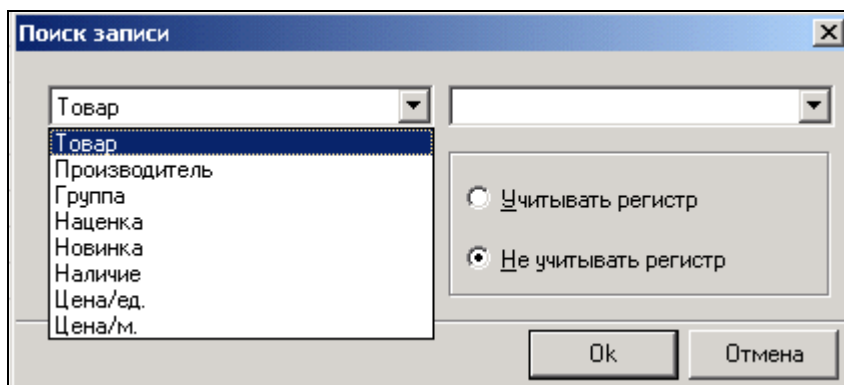 Поиск записи
Товар
Товар
Производитель
Группа
Наценка
Новинка
Наличие
Цена/ед.
Цена/м.
Учитывать регистр
Не учитывать регистр
Ok
Отмена